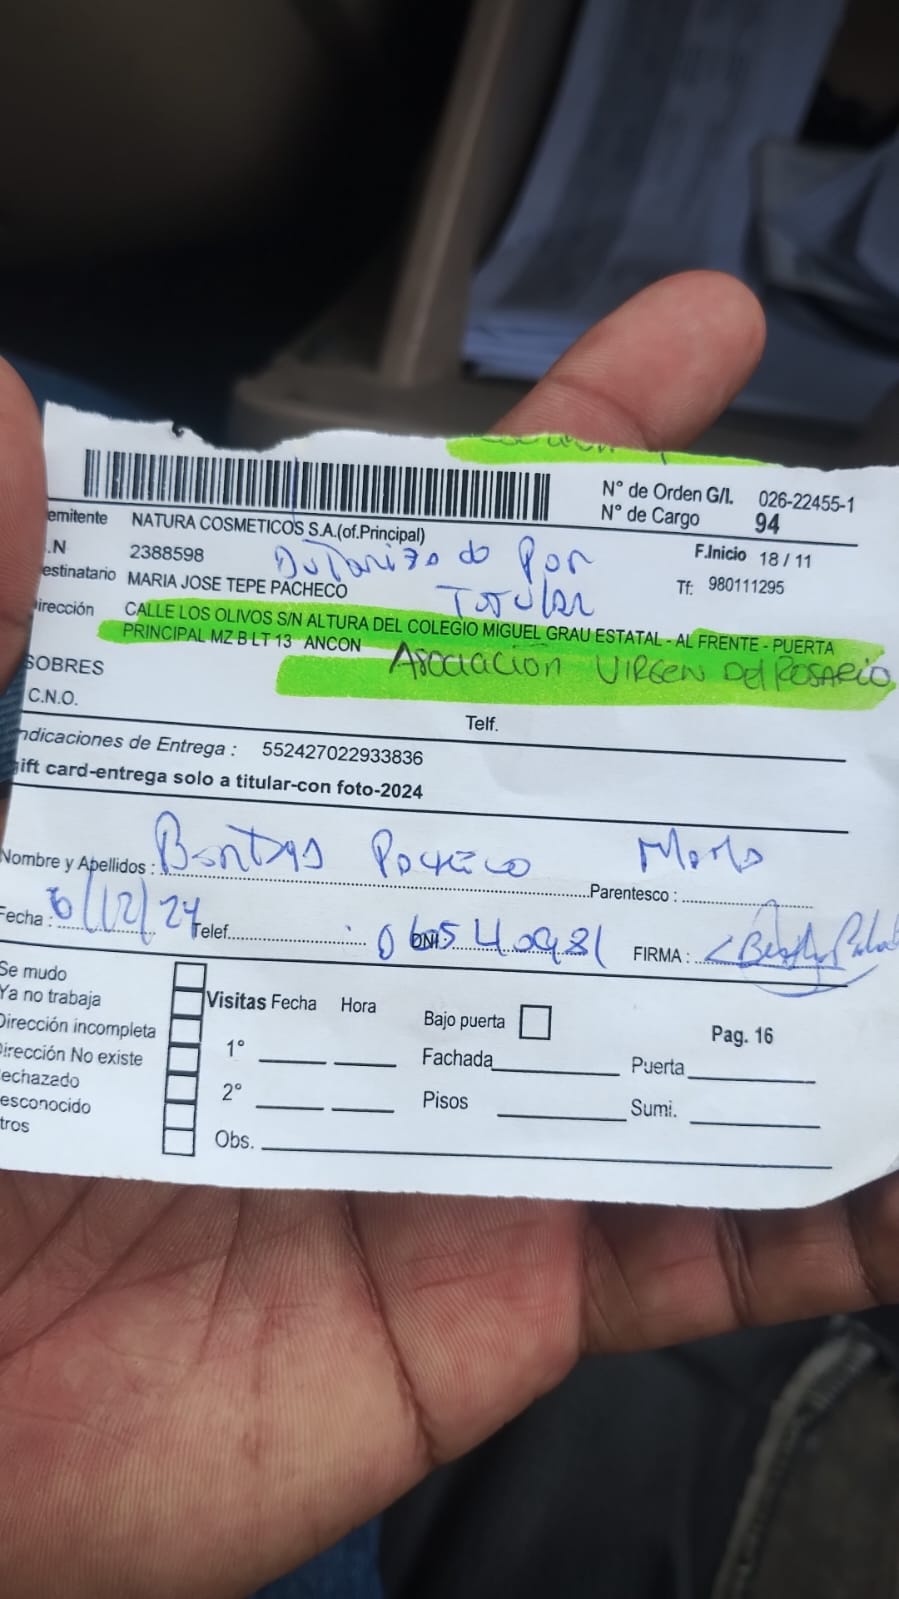 N° de Orden G/I. 026-22455-1
N° de Cargo 94
emitente NATURA COSMETICOS S.A.(of.Principal)
F.Inicio 18 / 11
.N 2388598
Autorizado Por
Titular
Tf: 980111295
estinatario MARIA JOSE TEPE PACHECO
irección CALLE LOS OLIVOS S/N ALTURA DEL COLEGIO MIGUEL GRAU ESTATAL - AL FRENTE - PUERTA
PRINCIPAL MZ B LT 13 ANCON
Asociacion VIRGEN Del ROSARIO
SOBRES
C.N.O.
Telf.
ndicaciones de Entrega : 552427022933836
gift card-entrega solo a titular-con foto-2024
Nombre y Apellidos :
Parentesco :
Fecha : 6/12/24 Telef. DNI: FIRMA :
Se mudo
Ya no trabaja
Dirección incompleta
irección No existe
echazado
esconocido
tros
Visitas Fecha Hora
1°
2°
Obs.
Bajo puerta
Fachada
Pisos
Pag. 16
Puerta
Sumi.